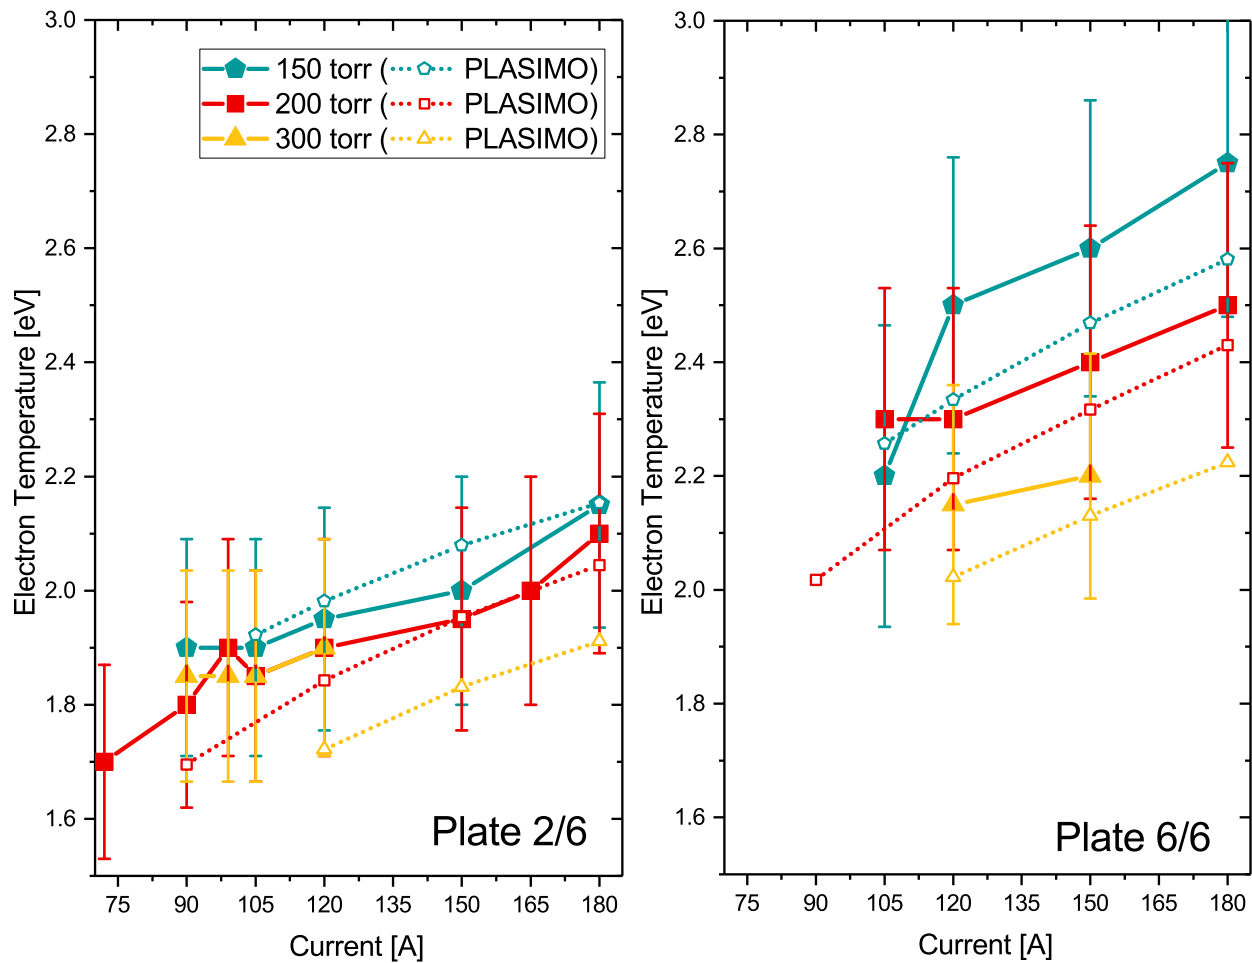 3.0
2.8
2.6
2.4
2.2
2.0
1.8
1.6
Electron Temperature [eV]
150 torr ( PLASIMO)
200 torr ( PLASIMO)
300 torr ( PLASIMO)
Plate 2/6
75 90 105 120 135 150 165 180
Current [A]
3.0
2.8
2.6
2.4
2.2
2.0
1.8
1.6
Electron Temperature [eV]
Plate 6/6
75 90 105 120 135 150 165 180
Current [A]